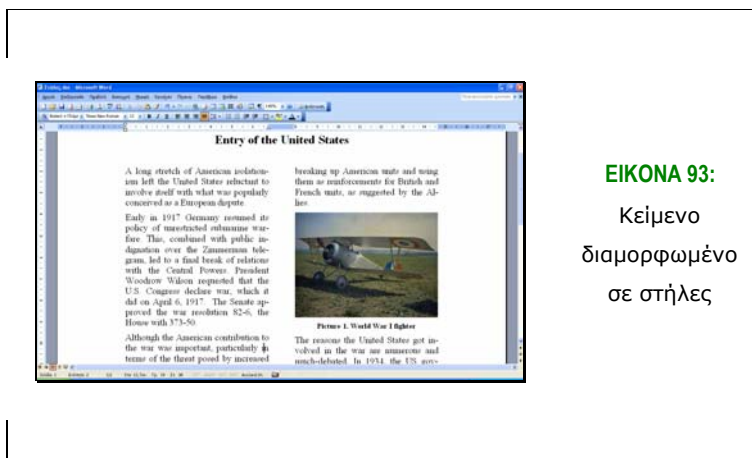 Entry of the United States
A long stretch of American isolation-
ism left the United States reluctant to
involve itself with what was popularly
conceived as a European dispute.
Early in 1917 Germany resumed its
policy of unrestricted submarine war-
fare. This, combined with public in-
dignation over the Zimmerman tele-
gram, led to a final break of relations
with the Central Powers. President
Woodrow Wilson requested that the
U.S. Congress declare war, which it
did on April 6, 1917. The Senate ap-
proved the war resolution 82-6, the
House with 373-50.
Although the American contribution to
the war was important, particularly in
terms of the threat posed by increased
breaking up American units and using
them as reinforcements for British and
French units, as suggested by the Al-
lies.
Picture 1. World War I fighter
The reasons the United States got in-
volved in the war are numerous and
much-debated. In 1934, the US gov-
ΕΙΚΟΝΑ 93:
Κείμενο
διαμορφωμένο
σε στήλες